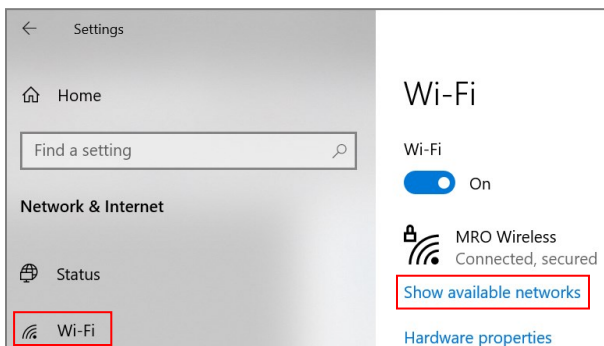 Settings
Home
Find a setting
Network & Internet
Status
Wi-Fi
Wi-Fi
Wi-Fi
On
MRO Wireless
Connected, secured
Show available networks
Hardware properties